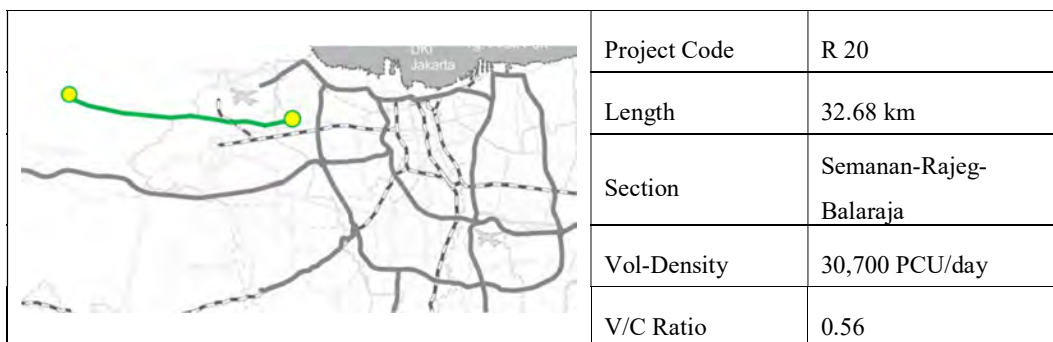 DKI
Jakarta
Project Code
R 20
Length
32.68 km
Section
Semanan-Rajeg-
Balaraja
Vol-Density
30,700 PCU/day
V/C Ratio
0.56